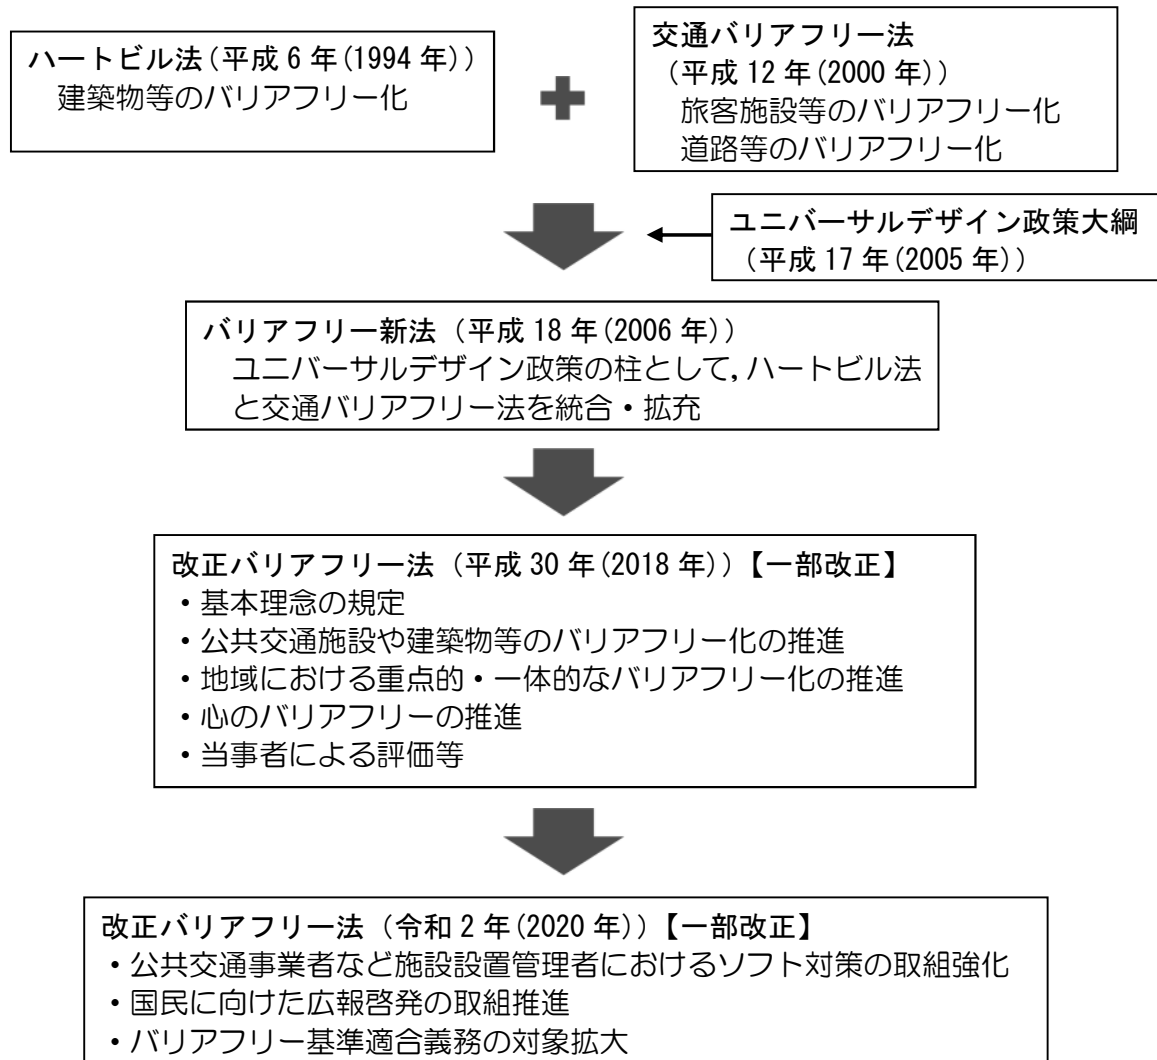 ハートビル法(平成6年(1994年))
建築物等のバリアフリー化
交通バリアフリー法
(平成12年(2000年))
旅客施設等のバリアフリー化
道路等のバリアフリー化
ユニバーサルデザイン政策大綱
(平成17年(2005年))
バリアフリー新法(平成18年(2006年))
ユニバーサルデザイン政策の柱として,ハートビル法
と交通バリアフリー法を統合・拡充
改正バリアフリー法(平成30年(2018年))【一部改正】
・基本理念の規定
・公共交通施設や建築物等のバリアフリー化の推進
・地域における重点的・一体的なバリアフリー化の推進
・心のバリアフリーの推進
・当事者による評価等
改正バリアフリー法(令和2年(2020年))【一部改正】
・公共交通事業者など施設設置管理者におけるソフト対策の取組強化
・国民に向けた広報啓発の取組推進
・バリアフリー基準適合義務の対象拡大